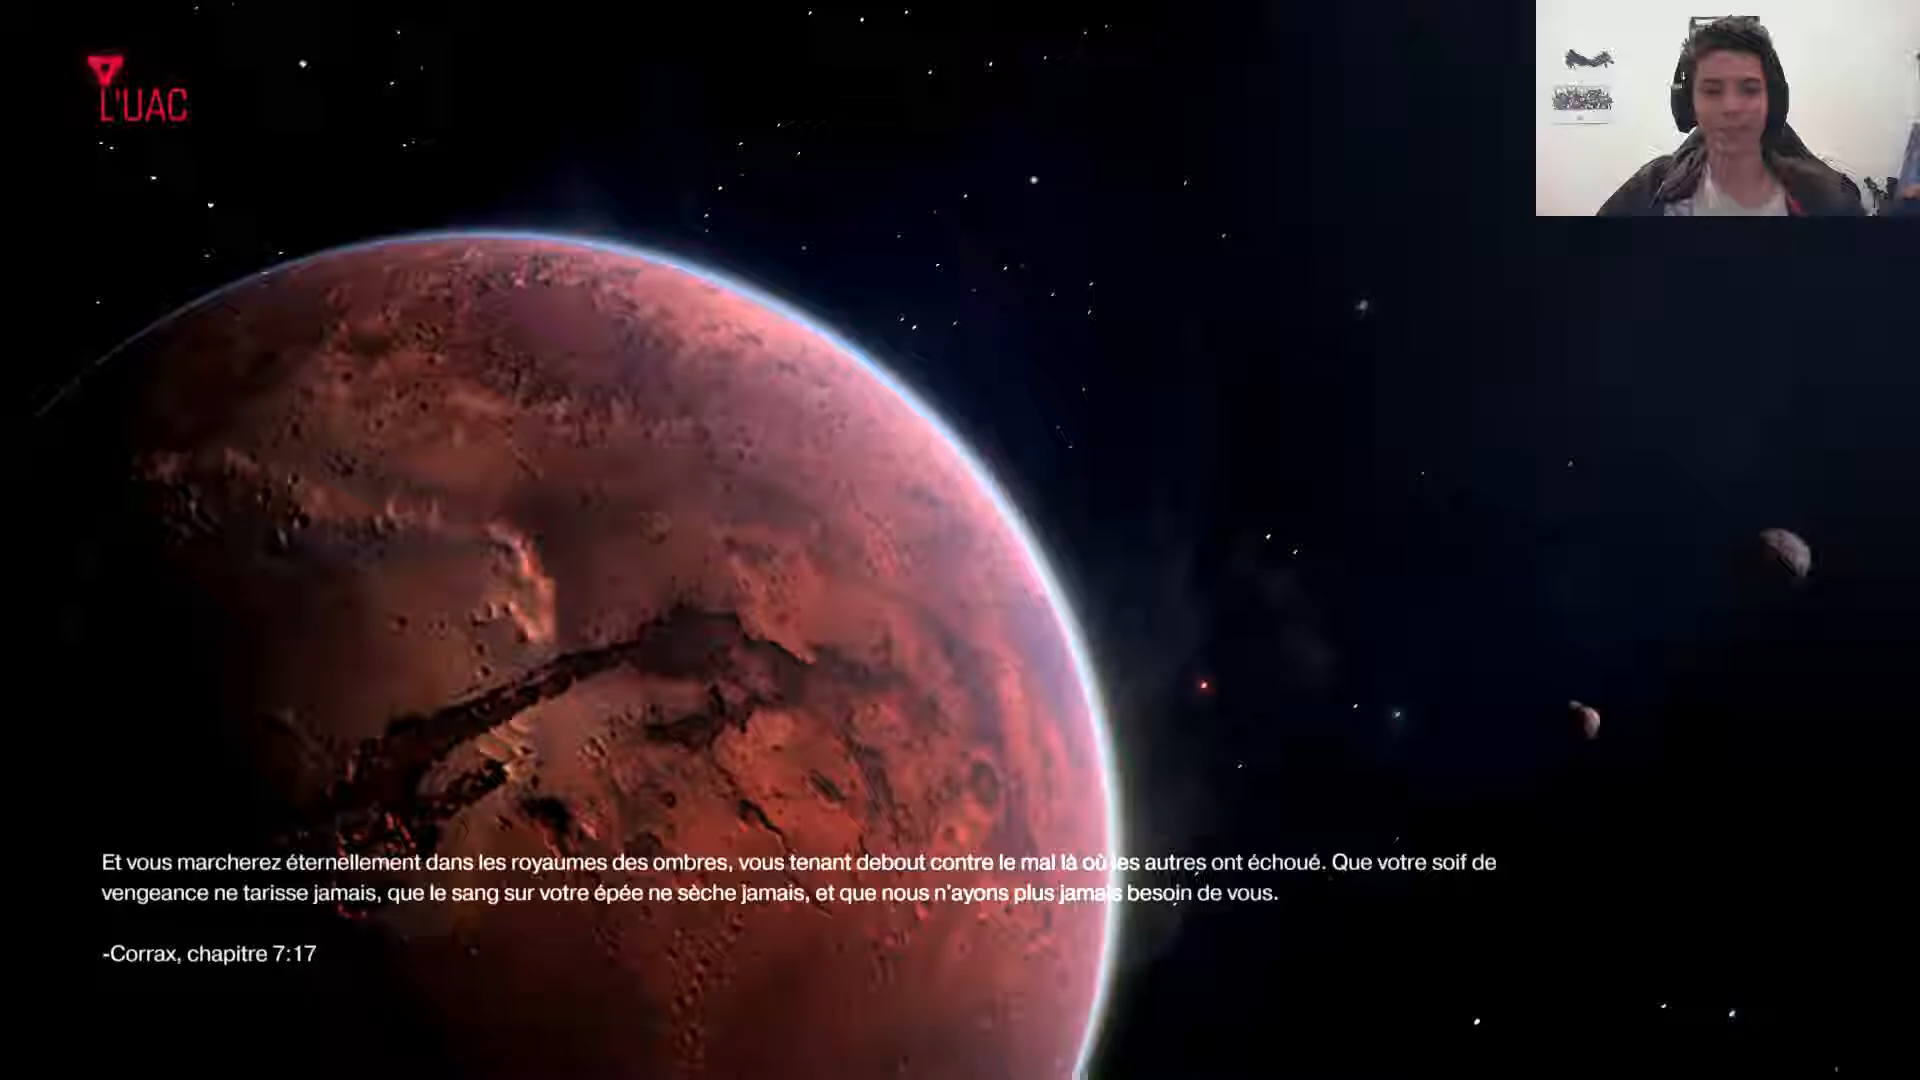 L'UAC
Et vous marcherez éternellement dans les royaumes des ombres, vous tenant debout contre le mal là où les autres ont échoué. Que votre soif de
vengeance ne tarisse jamais, que le sang sur votre épée ne sèche jamais, et que nous n'ayons plus jamais besoin de vous.
-Corrax, chapitre 7:17